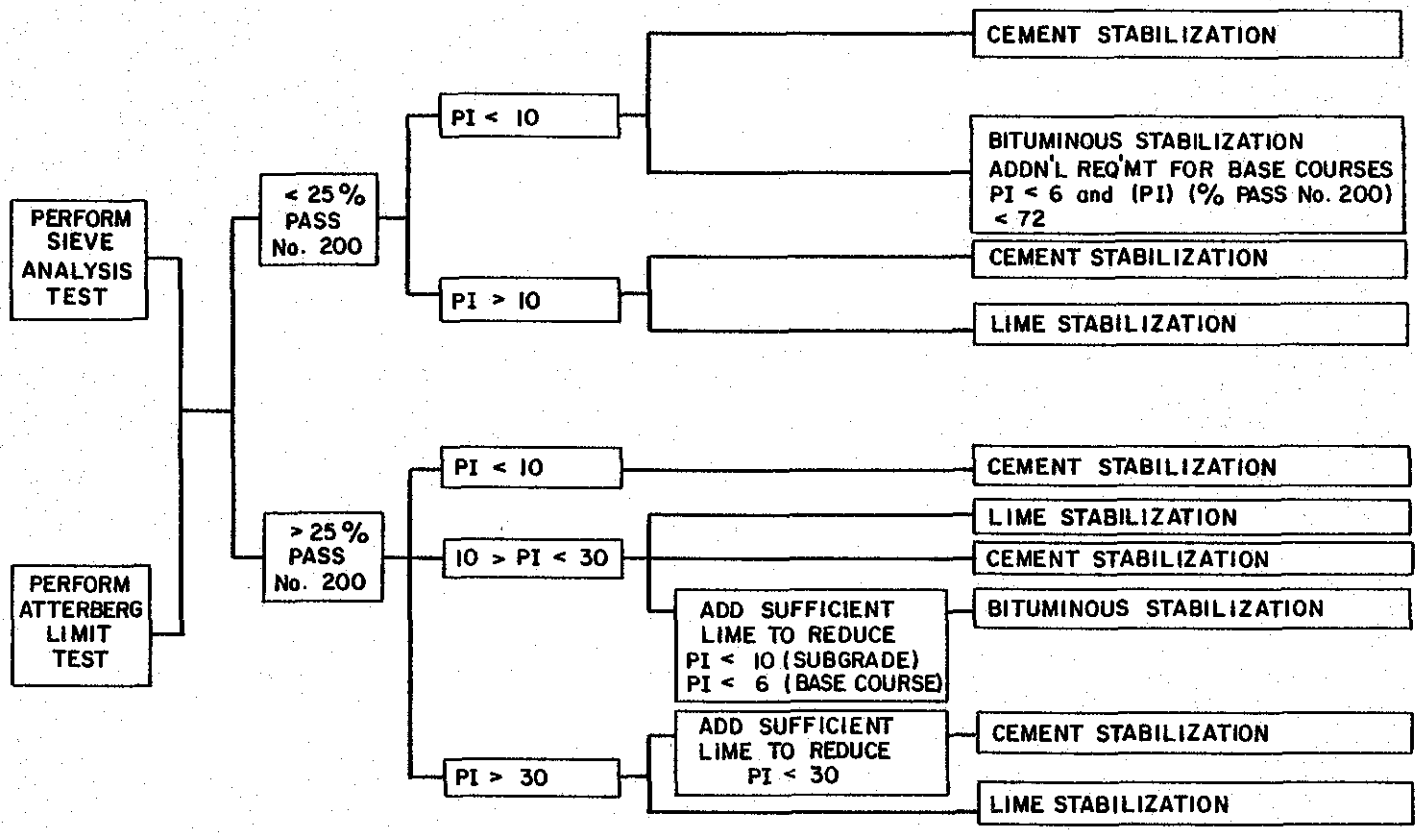 PERFORM
SIEVE
ANALYSIS
TEST
PERFORM
ATTERBERG
LIMIT
TEST
< 25%
PASS
No. 200
PI < 10
CEMENT STABILIZATION
BITUMINOUS STABILIZATION
ADDN'L REQ'MT FOR BASE COURSES
PI < 6 and (PI) (% PASS No. 200)
< 72
PI > 10
CEMENT STABILIZATION
LIME STABILIZATION
> 25%
PASS
No. 200
PI < 10
CEMENT STABILIZATION
10 > PI < 30
LIME STABILIZATION
CEMENT STABILIZATION
ADD SUFFICIENT
LIME TO REDUCE
PI < 10 (SUBGRADE)
PI < 6 (BASE COURSE)
BITUMINOUS STABILIZATION
PI > 30
ADD SUFFICIENT
LIME TO REDUCE
PI < 30
CEMENT STABILIZATION
LIME STABILIZATION